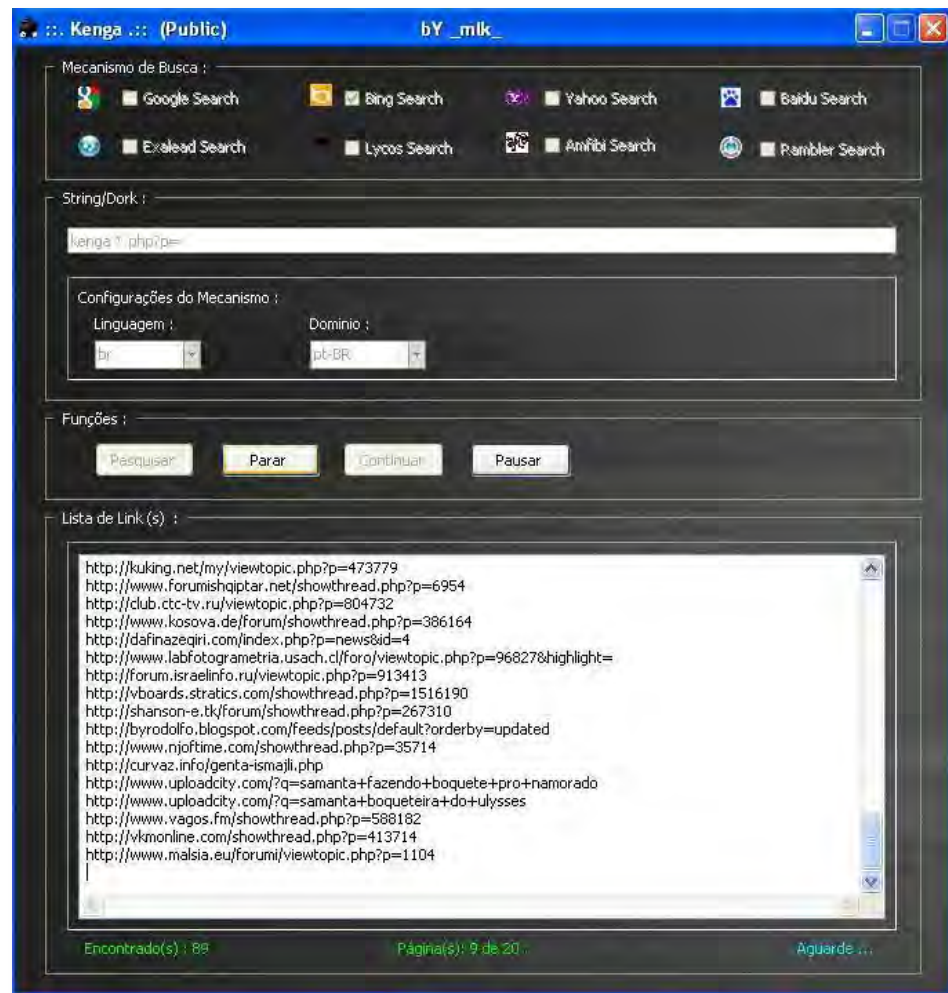 ::. Kenga .:: (Public) bY _mlk_
Mecanismo de Busca :
Google Search Bing Search Yahoo Search Baidu Search
Exalead Search Lycos Search Amfibi Search Rambler Search
String/Dork :
kenga * php?p=
Configurações do Mecanismo :
Linguagem : Dominio :
br pt-BR
Funções :
Pesquisar Parar Continuar Pausar
Lista de Link(s) :
http://kuking.net/my/viewtopic.php?p=473779
http://www.forumishqiptar.net/showthread.php?p=6954
http://club.ctc-tv.ru/viewtopic.php?p=804732
http://www.kosova.de/forum/showthread.php?p=386164
http://dafinazeqiri.com/index.php?p=news&id=4
http://www.labfotogrametria.usach.cl/foro/viewtopic.php?p=96827&highlight=
http://forum.israelinfo.ru/viewtopic.php?p=913413
http://vboards.stratics.com/showthread.php?p=1516190
http://shanson-e.tk/forum/showthread.php?p=267310
http://byrodolfo.blogspot.com/feeds/posts/default?orderby=updated
http://www.njoftime.com/showthread.php?p=35714
http://curvaz.info/genta-ismajli.php
http://www.uploadcity.com/?q=samanta+fazendo+boquete+pro+namorado
http://www.uploadcity.com/?q=samanta+boqueteira+do+ulysses
http://www.vagos.fm/showthread.php?p=588182
http://vkmonline.com/showthread.php?p=413714
http://www.malsia.eu/forumi/viewtopic.php?p=1104
Encontrado(s) : 89 Página(s): 9 de 20 Aguarde ...